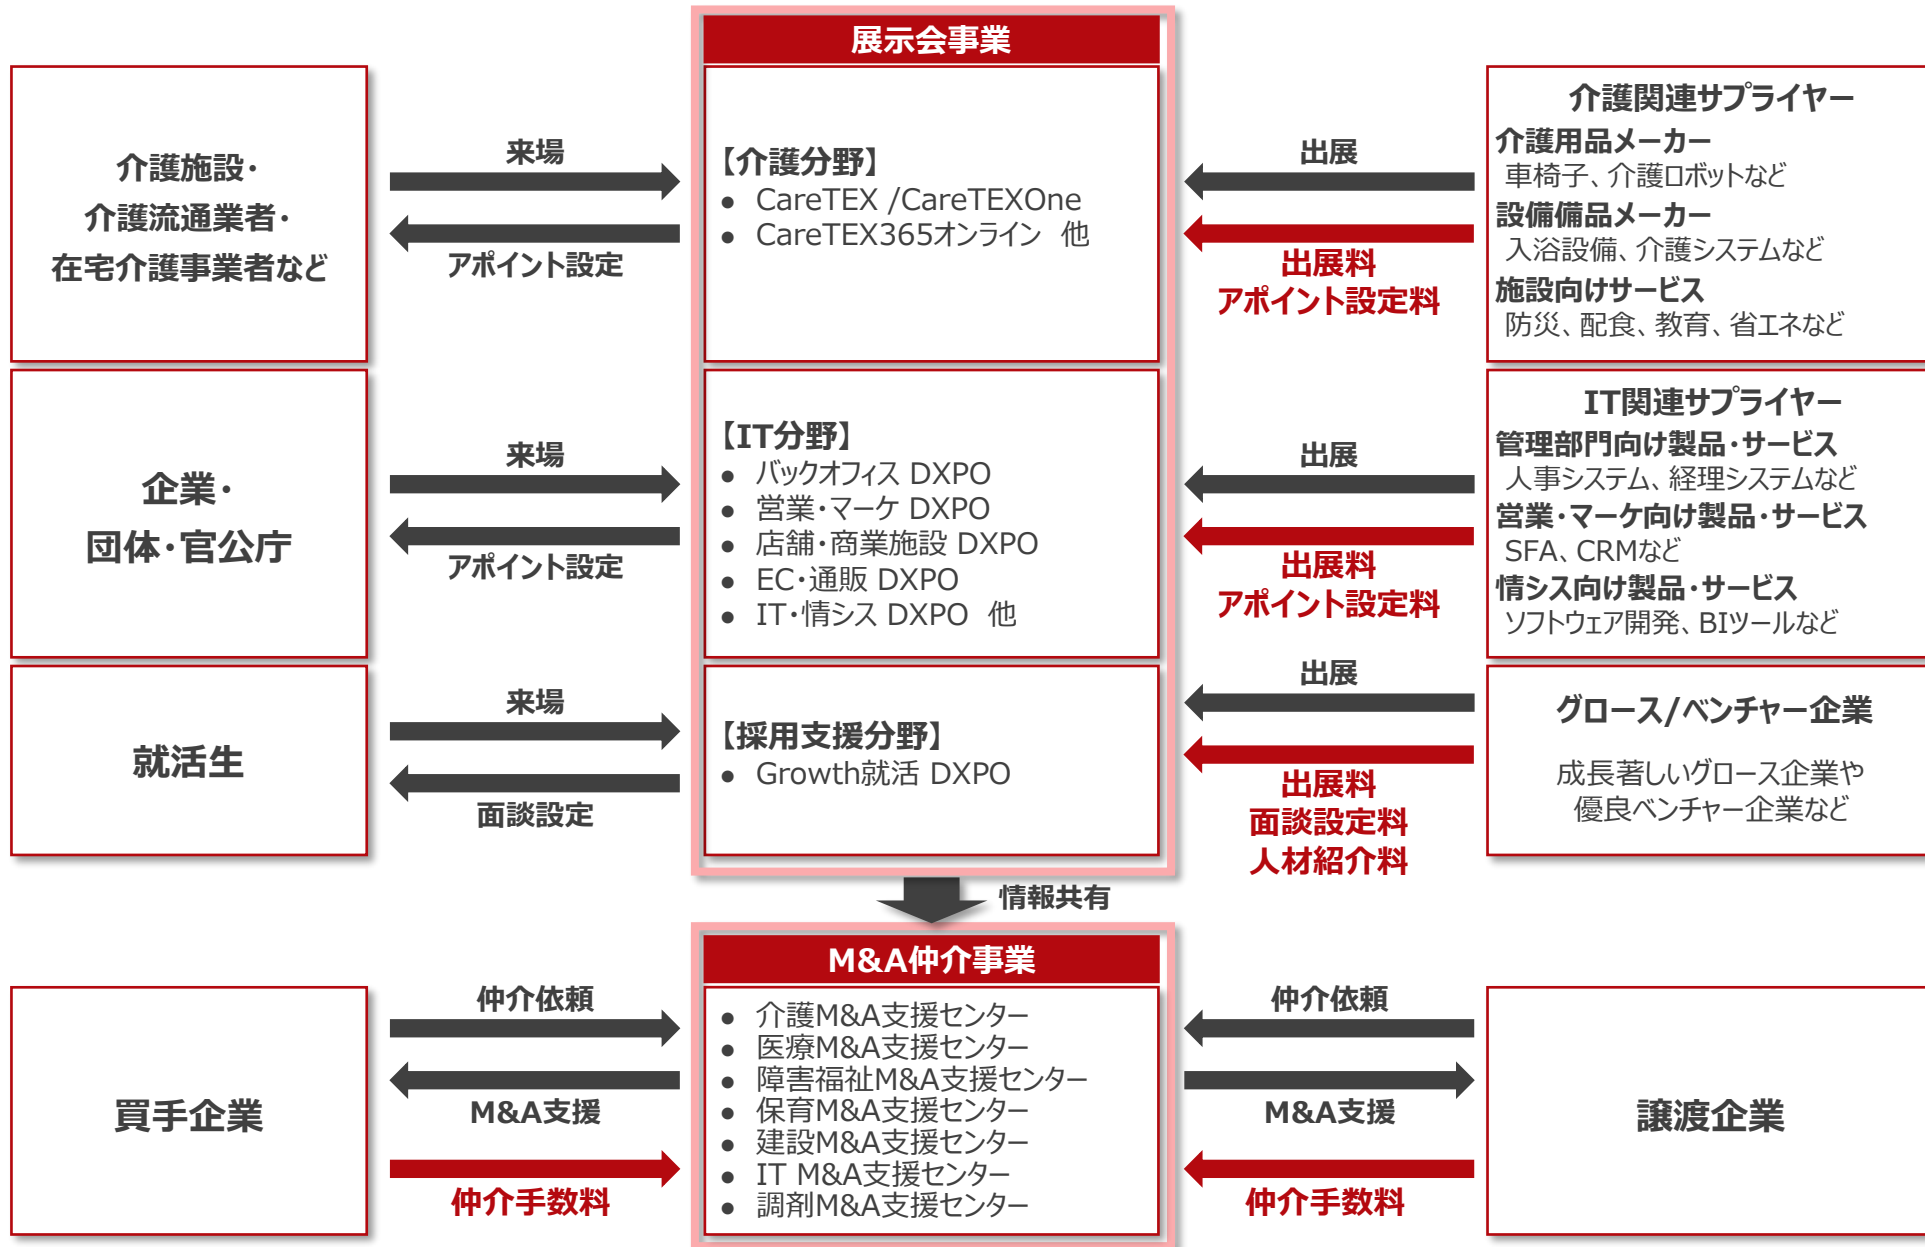 展示会事業
介護施設・
介護流通業者・
在宅介護事業者など
来場
アポイント設定
【介護分野】
● CareTEX /CareTEXOne
● CareTEX365オンライン 他
出展
出展料
アポイント設定料
介護関連サプライヤー
介護用品メーカー
車椅子、介護ロボットなど
設備備品メーカー
入浴設備、介護システムなど
施設向けサービス
防災、配食、教育、省エネなど
企業・
団体・官公庁
来場
アポイント設定
【IT分野】
● バックオフィス DXPO
● 営業・マーケ DXPO
● 店舗・商業施設 DXPO
● EC・通販 DXPO
● IT・情シス DXPO 他
出展
出展料
アポイント設定料
IT関連サプライヤー
管理部門向け製品・サービス
人事システム、経理システムなど
営業・マーケ向け製品・サービス
SFA、CRMなど
情シス向け製品・サービス
ソフトウェア開発、BIツールなど
就活生
来場
面談設定
【採用支援分野】
● Growth就活 DXPO
出展
出展料
面談設定料
人材紹介料
グロース/ベンチャー企業
成長著しいグロース企業や
優良ベンチャー企業など
情報共有
M&A仲介事業
買手企業
仲介依頼
M&A支援
仲介手数料
● 介護M&A支援センター
● 医療M&A支援センター
● 障害福祉M&A支援センター
● 保育M&A支援センター
● 建設M&A支援センター
● IT M&A支援センター
● 調剤M&A支援センター
仲介依頼
M&A支援
仲介手数料
譲渡企業